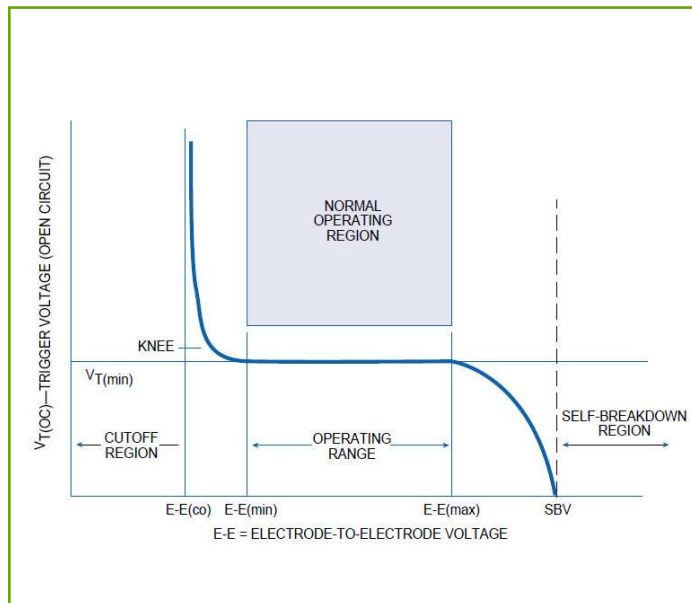 V_T(OC)—TRIGGER VOLTAGE (OPEN CIRCUIT)
NORMAL
OPERATING
REGION
KNEE
V_T(min)
CUTOFF
REGION
OPERATING
RANGE
SELF-BREAKDOWN
REGION
E-E(co) E-E(min) E-E(max) SBV
E-E = ELECTRODE-TO-ELECTRODE VOLTAGE